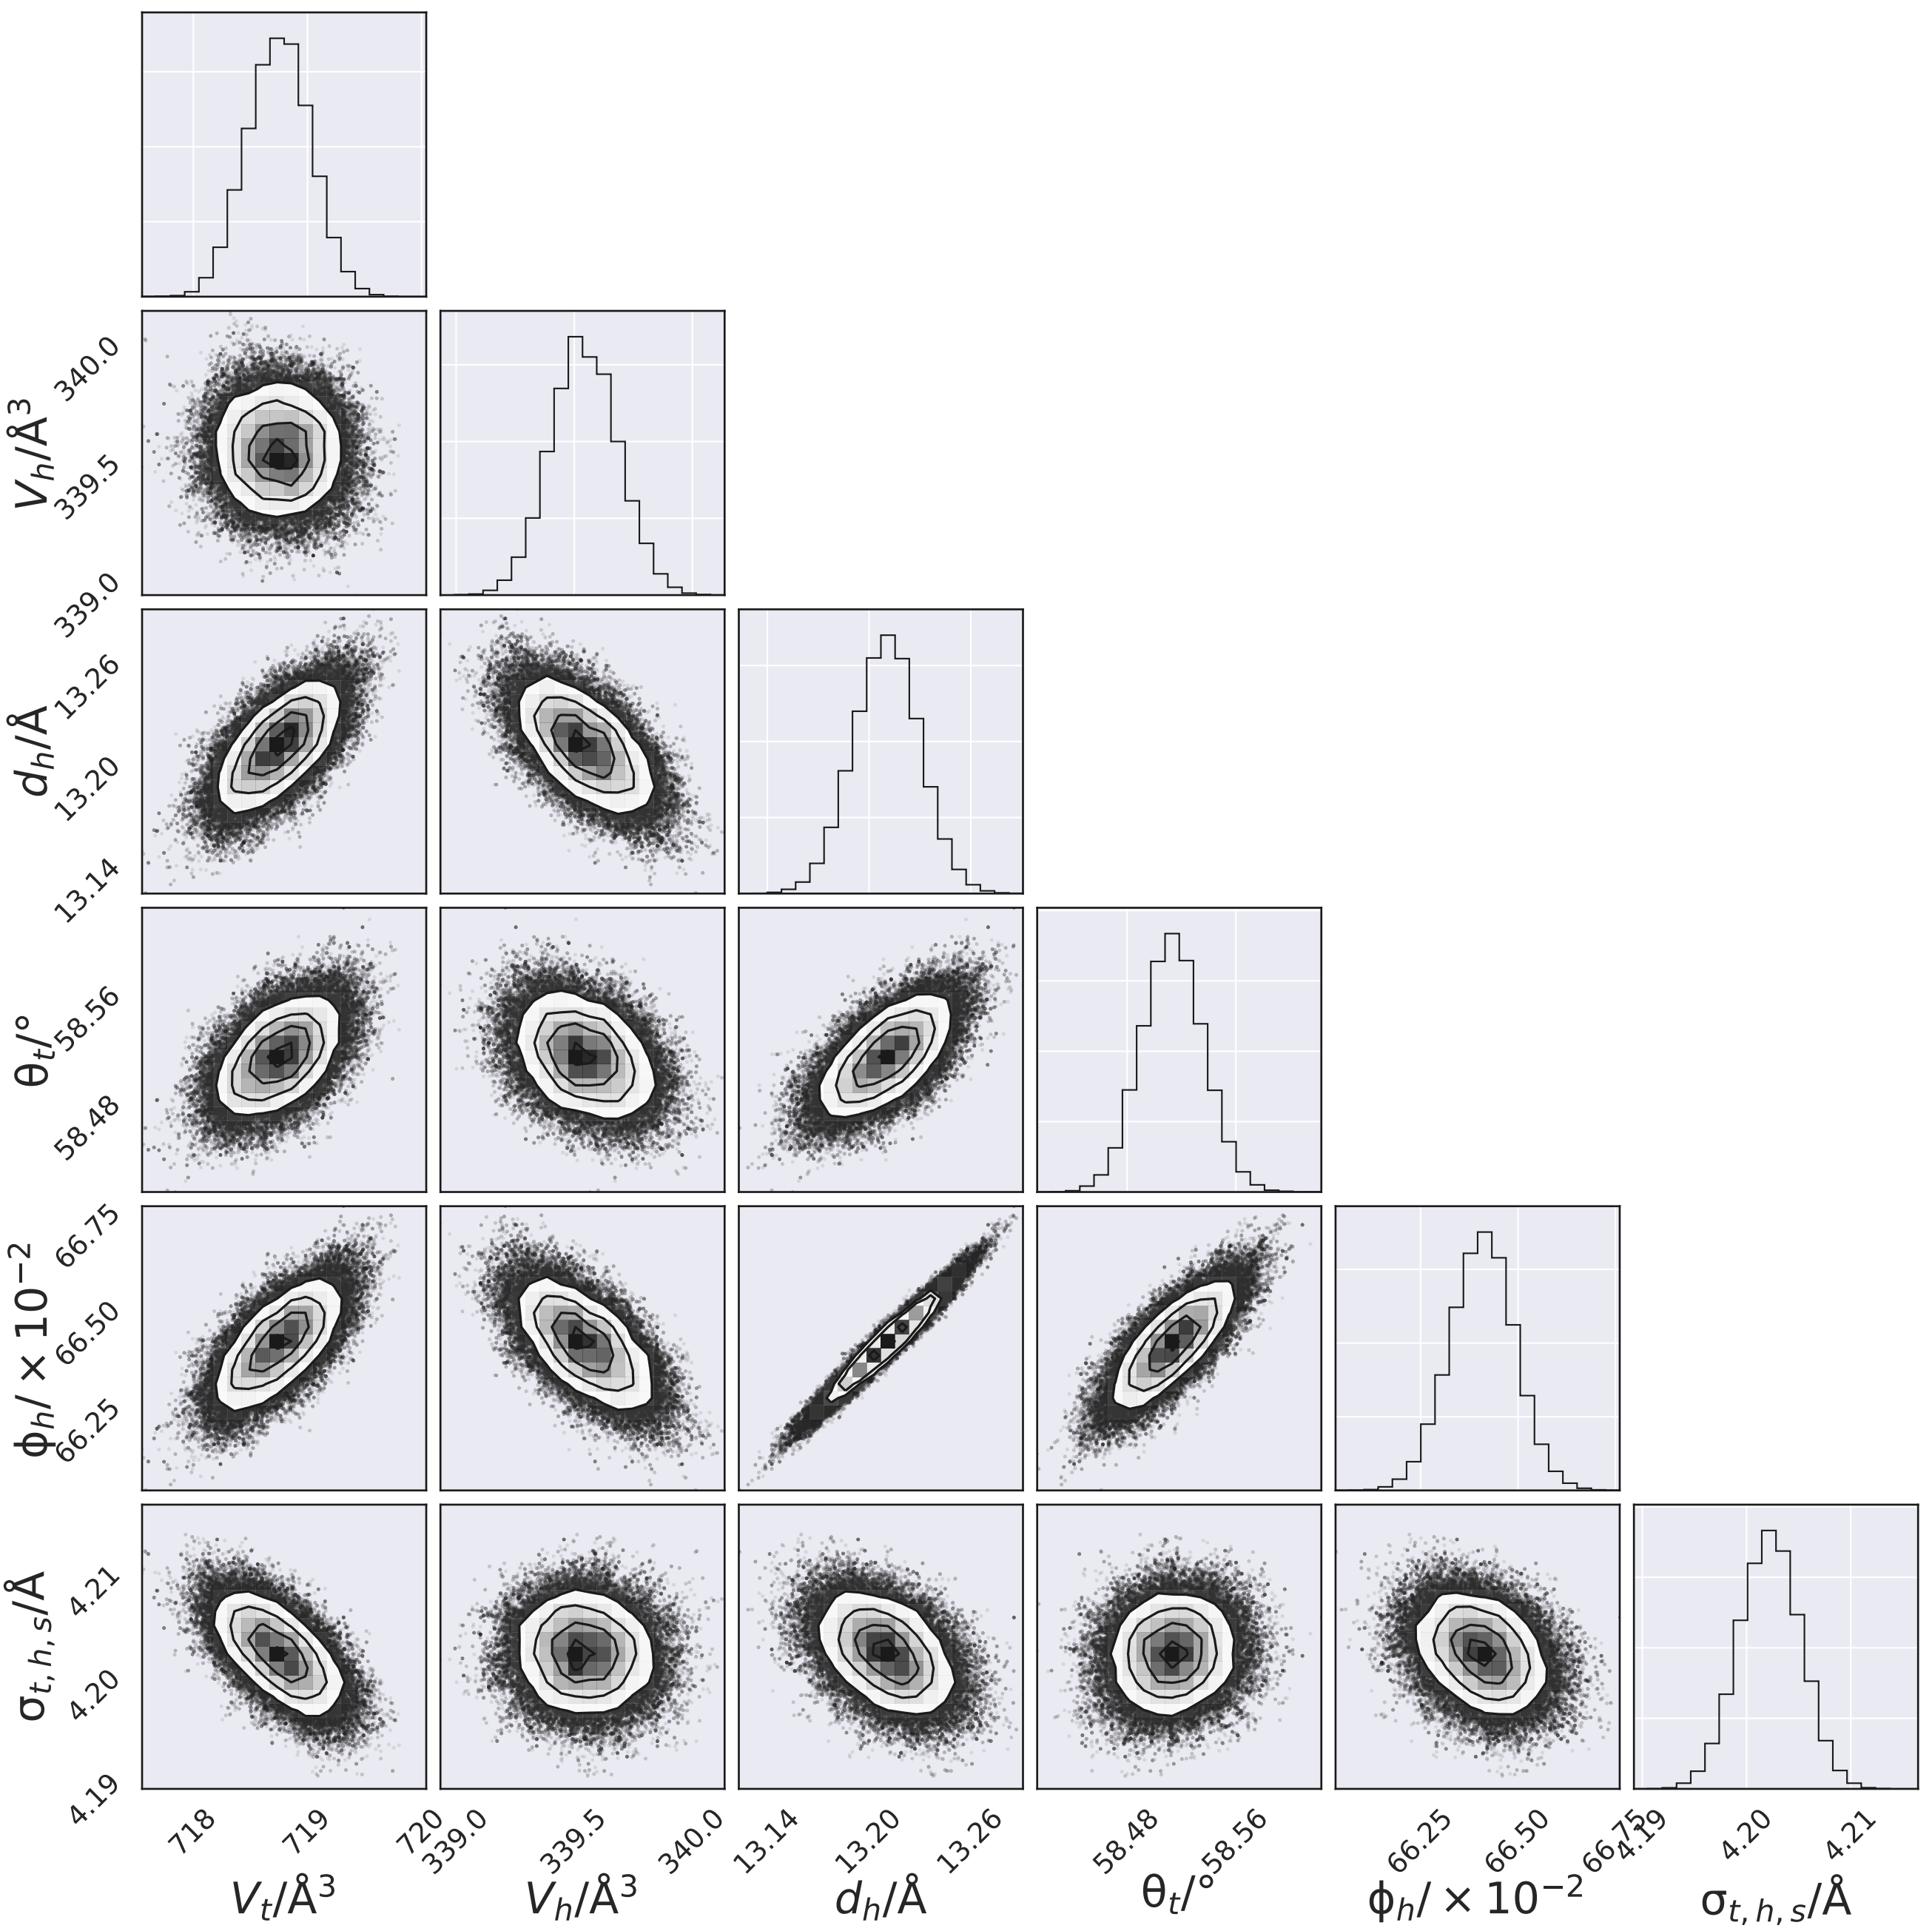 340.0
339.5
339.0
V_h/Å³
13.26
13.20
13.14
d_h/Å
58.56
58.48
θ_t/°
66.75
66.50
66.25
ϕ_h/ × 10⁻²
4.21
4.20
4.19
σ_{t, h, s}/Å
718 719 720 339.0 339.5 340.0 13.14 13.20 13.26 58.48 58.56 66.25 66.50 66.75 4.19 4.20 4.21
V_t/Å³ V_h/Å³ d_h/Å θ_t/° ϕ_h/ × 10⁻² σ_{t, h, s}/Å